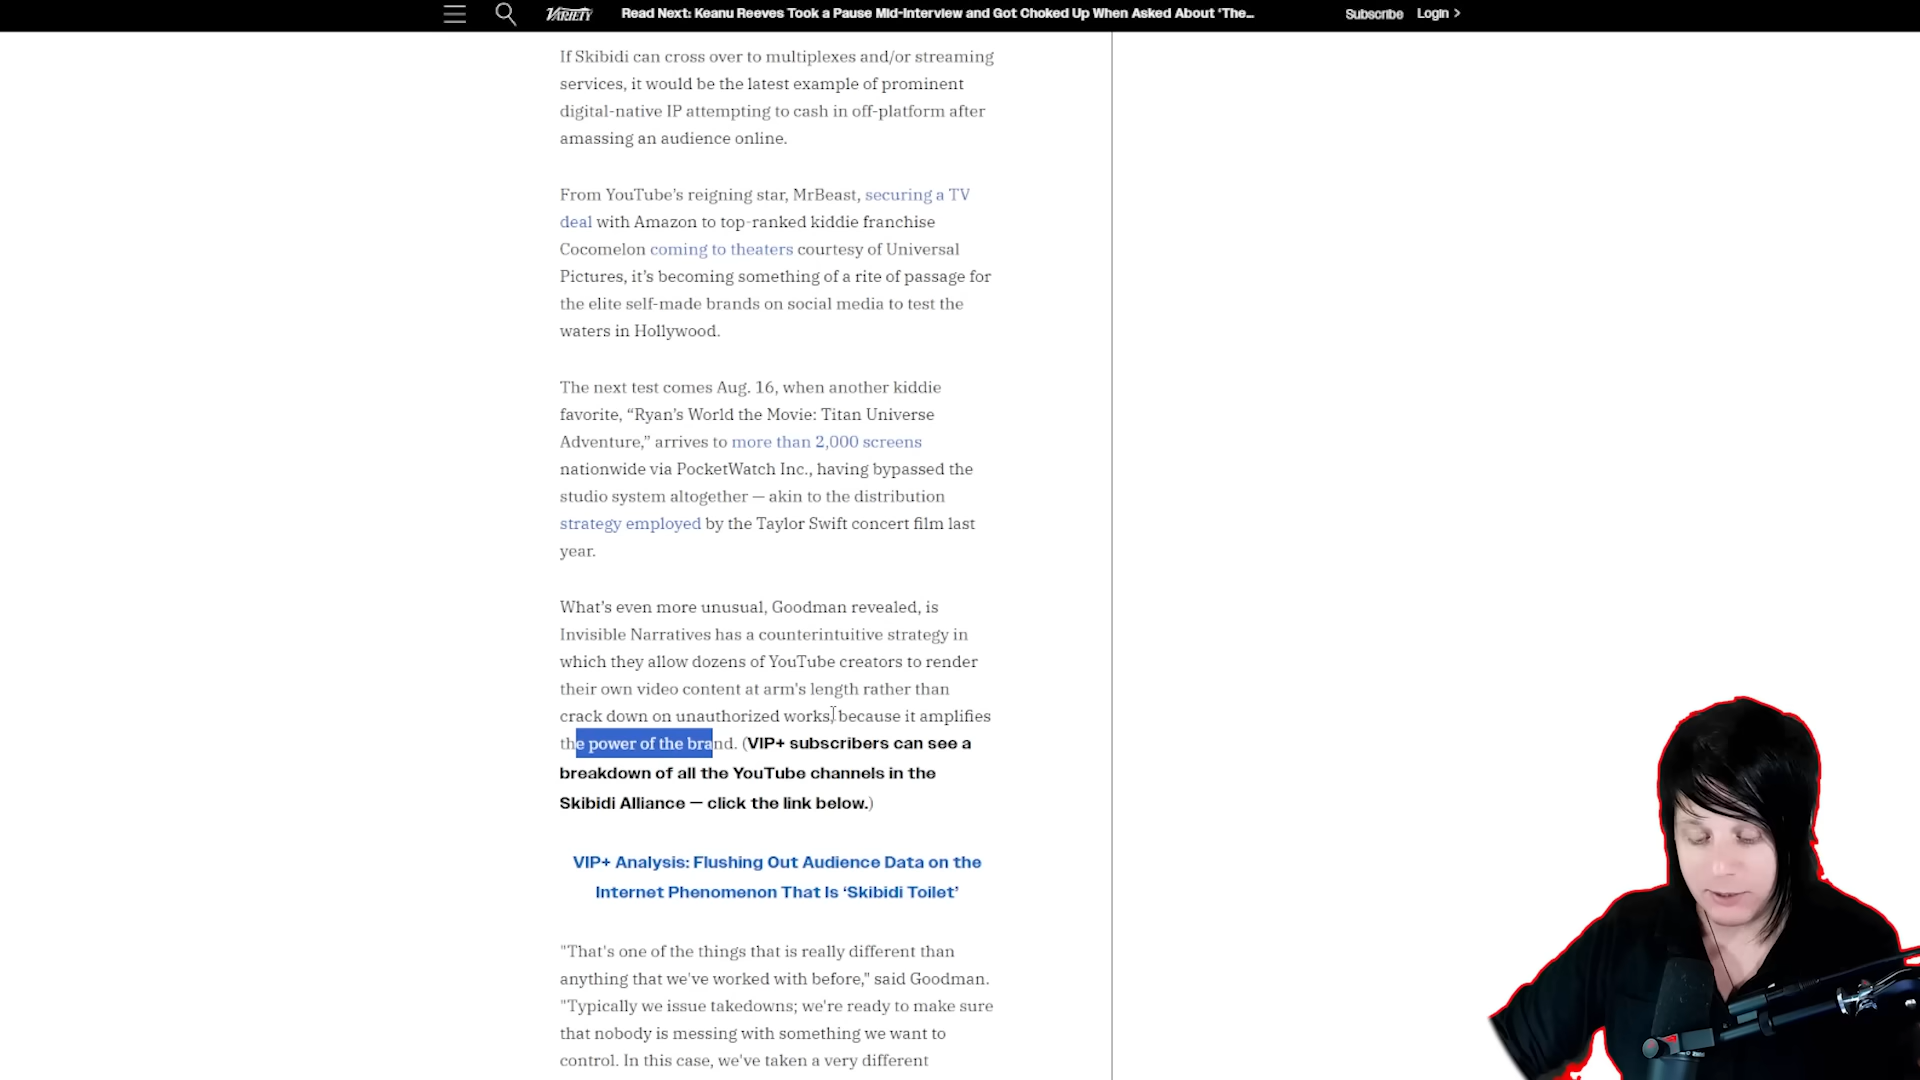 VARIETY
Read Next: Keanu Reeves Took a Pause Mid-Interview and Got Choked Up When Asked About 'The...
Subscribe
Login >
If Skibidi can cross over to multiplexes and/or streaming
services, it would be the latest example of prominent
digital-native IP attempting to cash in off-platform after
amassing an audience online.
From YouTube's reigning star, MrBeast, securing a TV
deal with Amazon to top-ranked kiddie franchise
Cocomelon coming to theaters courtesy of Universal
Pictures, it's becoming something of a rite of passage for
the elite self-made brands on social media to test the
waters in Hollywood.
The next test comes Aug. 16, when another kiddie
favorite, "Ryan's World the Movie: Titan Universe
Adventure," arrives to more than 2,000 screens
nationwide via PocketWatch Inc., having bypassed the
studio system altogether — akin to the distribution
strategy employed by the Taylor Swift concert film last
year.
What's even more unusual, Goodman revealed, is
Invisible Narratives has a counterintuitive strategy in
which they allow dozens of YouTube creators to render
their own video content at arm's length rather than
crack down on unauthorized works, because it amplifies
the power of the brand. (VIP+ subscribers can see a
breakdown of all the YouTube channels in the
Skibidi Alliance — click the link below.)
VIP+ Analysis: Flushing Out Audience Data on the
Internet Phenomenon That Is 'Skibidi Toilet'
"That's one of the things that is really different than
anything that we've worked with before," said Goodman.
"Typically we issue takedowns; we're ready to make sure
that nobody is messing with something we want to
control. In this case, we've taken a very different